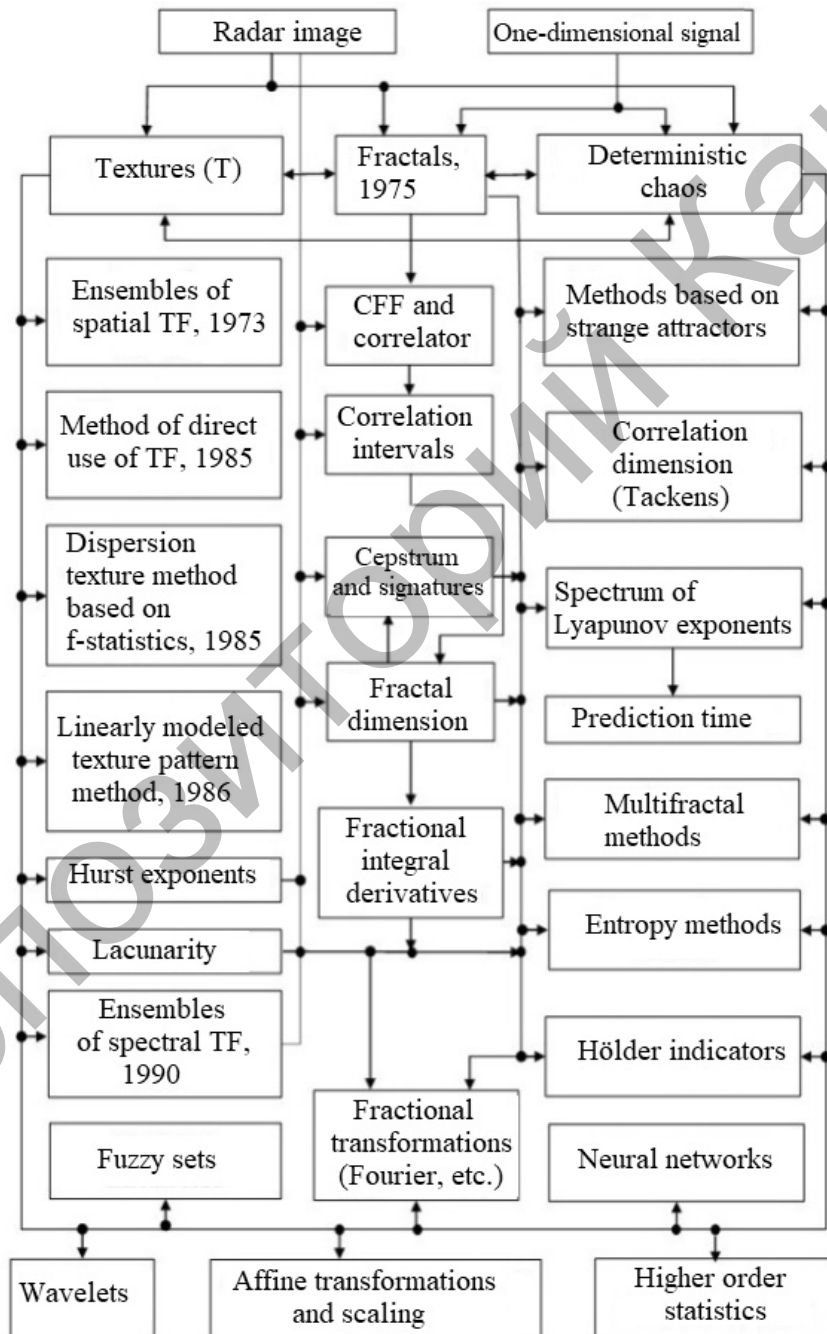 Radar image
One-dimensional signal
Textures (T)
Fractals,
1975
Deterministic
chaos
Ensembles of
spatial TF, 1973
CFF and
correlator
Methods based on
strange attractors
Method of direct
use of TF, 1985
Correlation
intervals
Correlation
dimension
(Tackens)
Dispersion
texture method
based on
f-statistics, 1985
Cepstrum
and signatures
Spectrum of
Lyapunov exponents
Fractal
dimension
Prediction time
Linearly modeled
texture pattern
method, 1986
Fractional
integral
derivatives
Multifractal
methods
Hurst exponents
Entropy methods
Lacunarity
Ensembles
of spectral TF,
1990
Hölder indicators
Fractional
transformations
(Fourier, etc.)
Fuzzy sets
Neural networks
Wavelets
Affine transformations
and scaling
Higher order
statistics
позиторий Ка